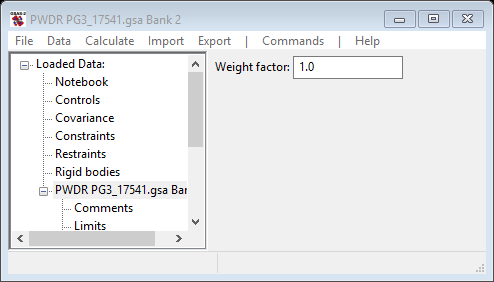 PWDR PG3_17541.gsa Bank 2
File Data Calculate Import Export | Commands | Help
Loaded Data:
Notebook
Controls
Covariance
Constraints
Restraints
Rigid bodies
PWDR PG3_17541.gsa Bar
Comments
Limits
Weight factor: 1.0